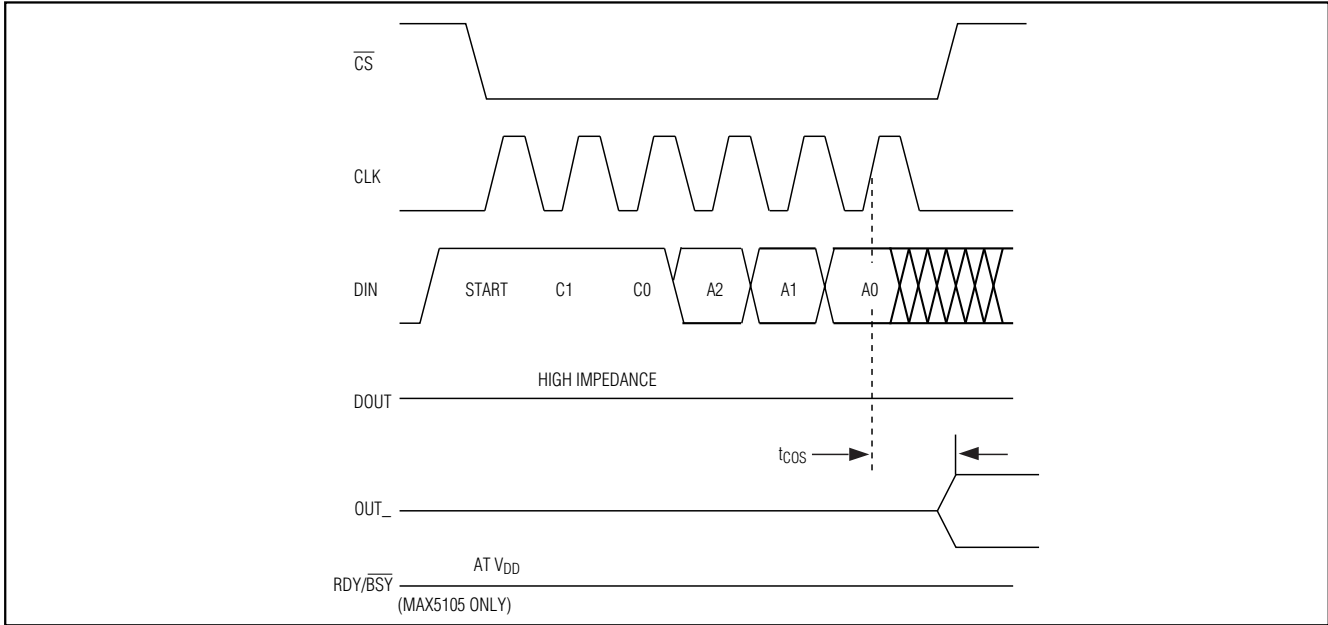 CS
CLK
DIN START C1 C0 A2 A1 A0
HIGH IMPEDANCE
DOUT
tCOS
OUT_
AT VDD
RDY/BSY
(MAX5105 ONLY)